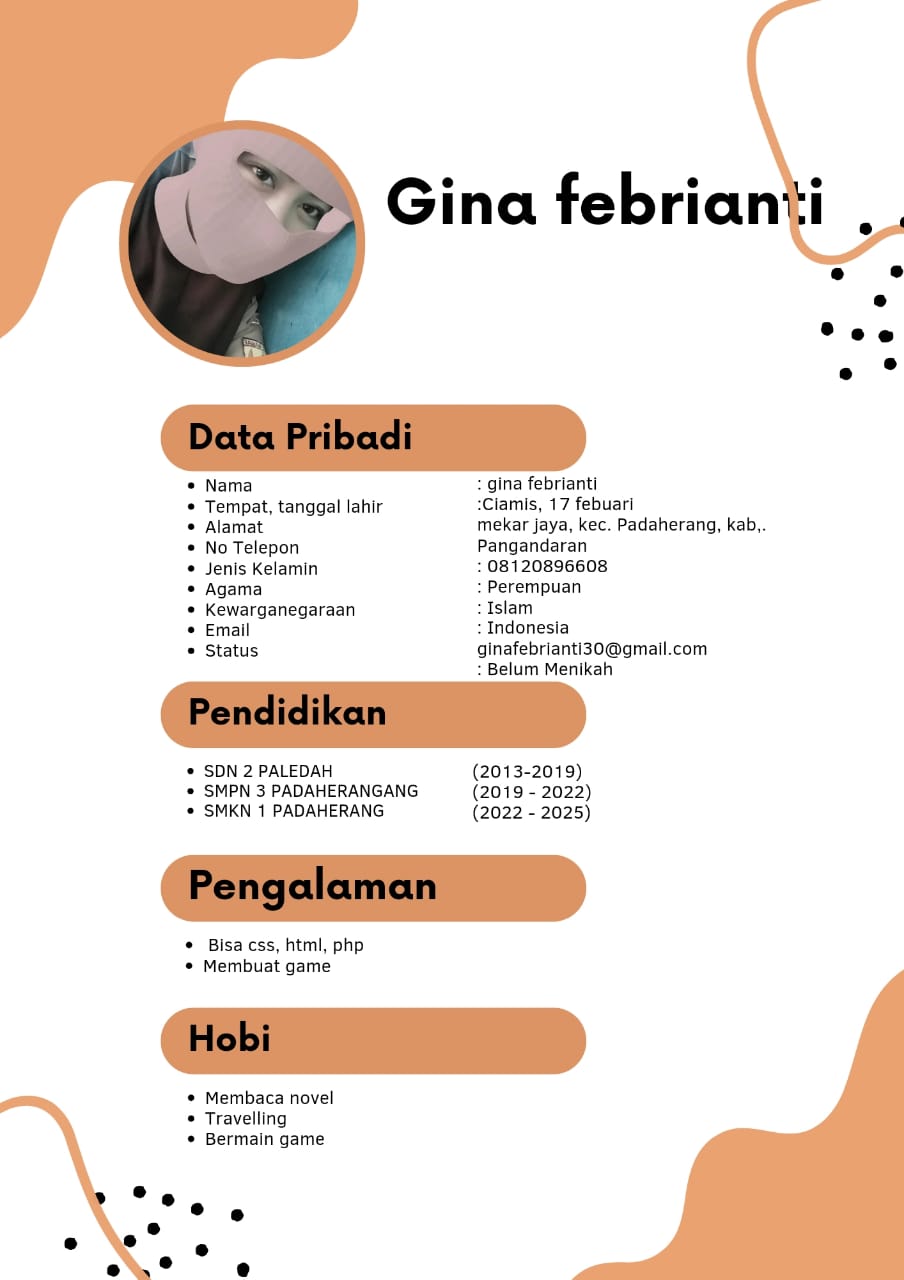 Gina febrianti
Data Pribadi
• Nama : gina febrianti
• Tempat, tanggal lahir :Ciamis, 17 febuari
• Alamat mekar jaya, kec. Padaherang, kab,.
• No Telepon Pangandaran
• Jenis Kelamin : 08120896608
• Agama : Perempuan
• Kewarganegaraan : Islam
• Email : Indonesia
• Status ginafebrianti30@gmail.com
: Belum Menikah
Pendidikan
• SDN 2 PALEDAH (2013-2019)
• SMPN 3 PADAHERANGANG (2019 - 2022)
• SMKN 1 PADAHERANG (2022 - 2025)
Pengalaman
• Bisa css, html, php
• Membuat game
Hobi
• Membaca novel
• Travelling
• Bermain game